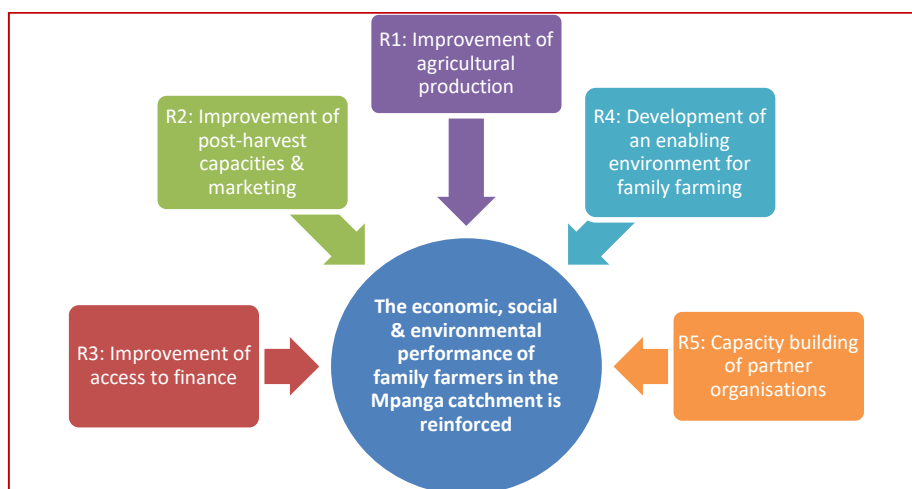 R1: Improvement of
agricultural
production
R2: Improvement of
post-harvest
capacities &
marketing
R4: Development of
an enabling
environment for
family farming
R3: Improvement of
access to finance
The economic, social
& environmental
performance of
family farmers in the
Mpanga catchment is
reinforced
R5: Capacity building
of partner
organisations